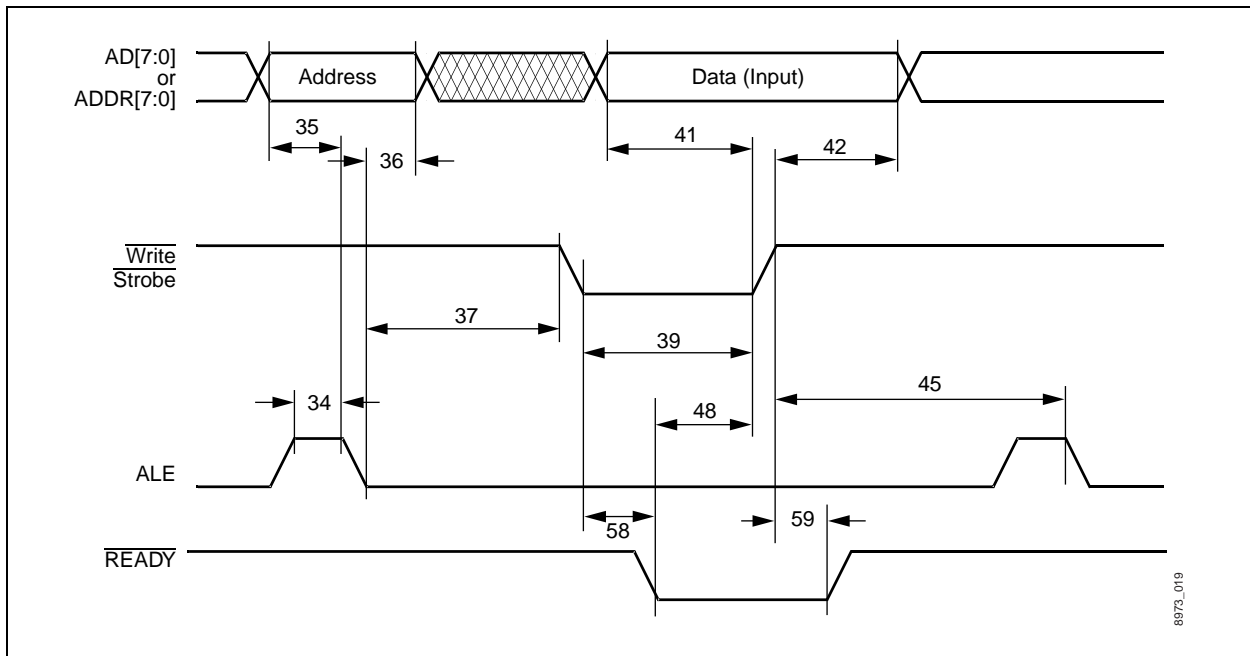 AD[7:0]
or
ADDR[7:0]
Address
Data (Input)
35
36
41
42
Write
Strobe
37
39
34
48
45
ALE
58
59
READY
8973_019